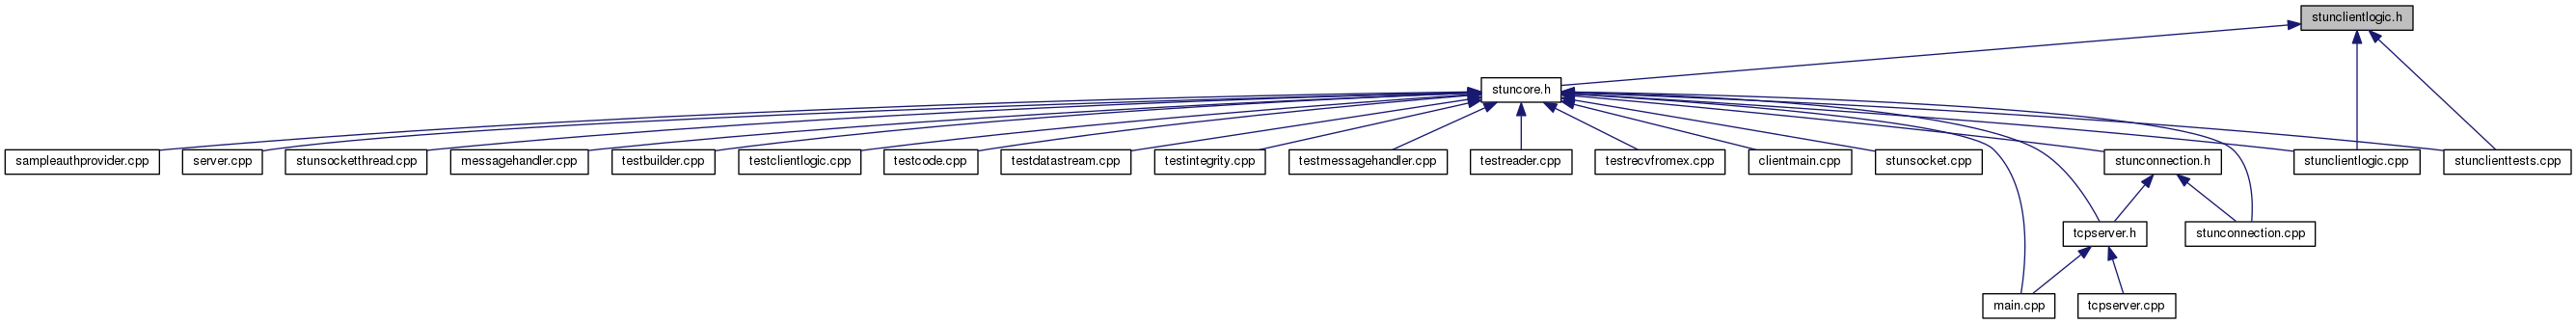 stunclientlogic.h
stuncore.h
sampleauthprovider.cpp
server.cpp
stunsocketthread.cpp
messagehandler.cpp
testbuilder.cpp
testclientlogic.cpp
testcode.cpp
testdatastream.cpp
testintegrity.cpp
testmessagehandler.cpp
testreader.cpp
testrecvfromex.cpp
clientmain.cpp
stunsocket.cpp
stunconnection.h
stunclientlogic.cpp
stunclienttests.cpp
tcpserver.h
stunconnection.cpp
main.cpp
tcpserver.cpp